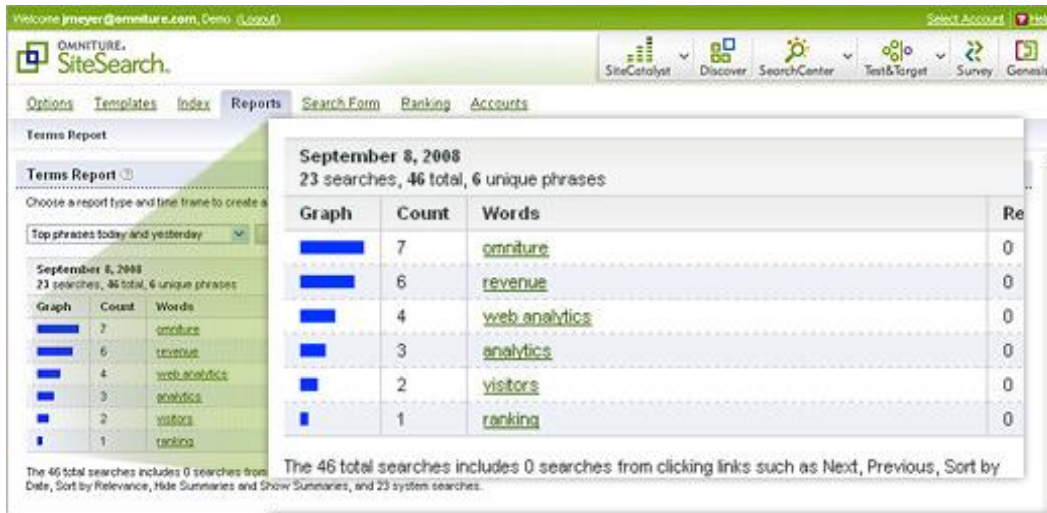 Welcome jmeyer@omniture.com, Demo (Logout)
Select Account
OMNITURE.
SiteSearch.
SiteCatalyst Discover SearchCenter Test&Target Survey Genesis
Options Templates Index Reports Search Form Ranking Accounts
Terms Report
Terms Report
Choose a report type and time frame to create a
Top phrases today and yesterday
September 8, 2008
23 searches, 46 total, 6 unique phrases
Graph Count Words
7 omniture
6 revenue
4 web analytics
3 analytics
2 visitors
1 ranking
The 46 total searches includes 0 searches from
Date, Sort by Relevance, Hide Summaries and Show Summaries, and 23 system searches.
September 8, 2008
23 searches, 46 total, 6 unique phrases
Graph Count Words Re
7 omniture 0
6 revenue 0
4 web analytics 0
3 analytics 0
2 visitors 0
1 ranking 0
The 46 total searches includes 0 searches from clicking links such as Next, Previous, Sort by